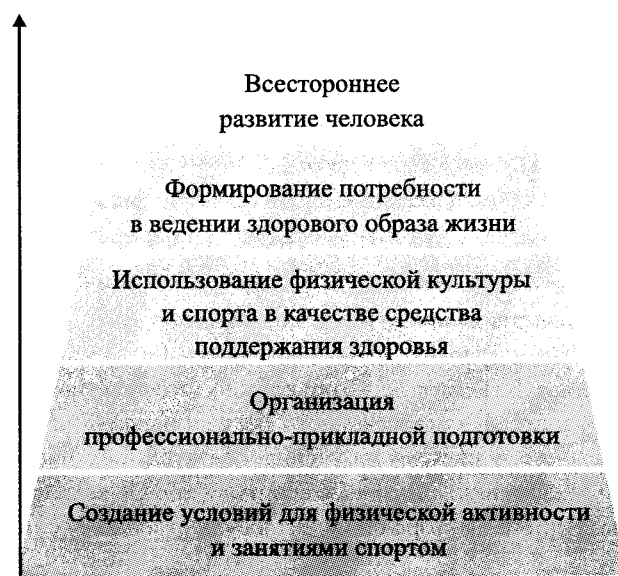 Всестороннее
развитие человека
Формирование потребности
в ведении здорового образа жизни
Использование физической культуры
и спорта в качестве средства
поддержания здоровья
Организация
профессионально-прикладной подготовки
Создание условий для физической активности
и занятиями спортом